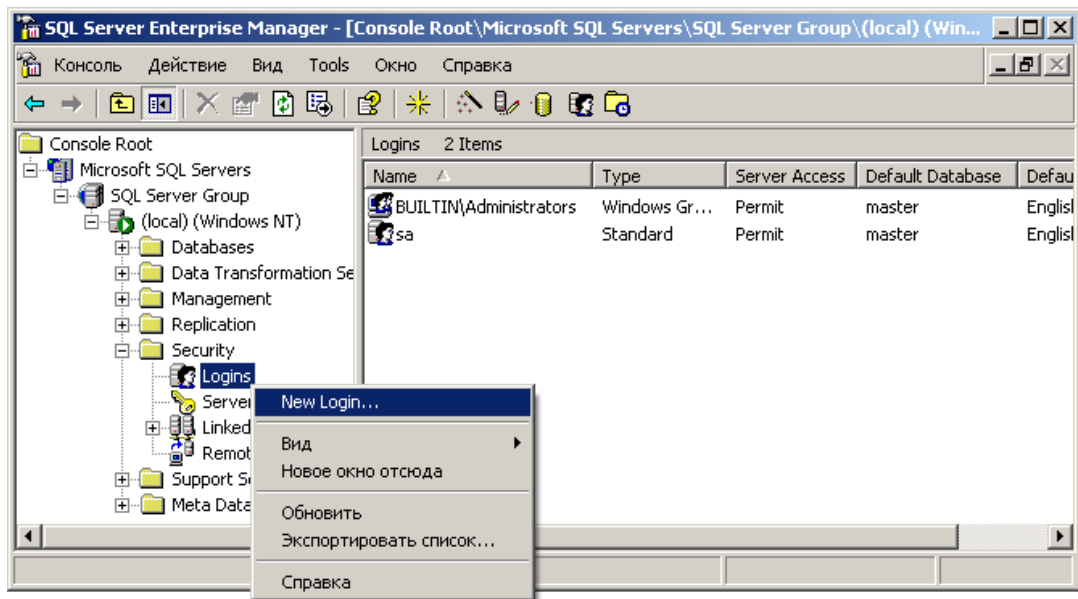 SQL Server Enterprise Manager - [Console Root\Microsoft SQL Servers\SQL Server Group\(local) (Win...
Консоль Действие Вид Tools Окно Справка
Console Root
Microsoft SQL Servers
SQL Server Group
(local) (Windows NT)
Databases
Data Transformation Se
Management
Replication
Security
Logins
Server
Linked
Remot
Support Se
Meta Data
Logins 2 Items
Name Type Server Access Default Database Defau
BUILTIN\Administrators Windows Gr... Permit master Englis
sa Standard Permit master Englis
New Login...
Вид
Новое окно отсюда
Обновить
Экспортировать список...
Справка